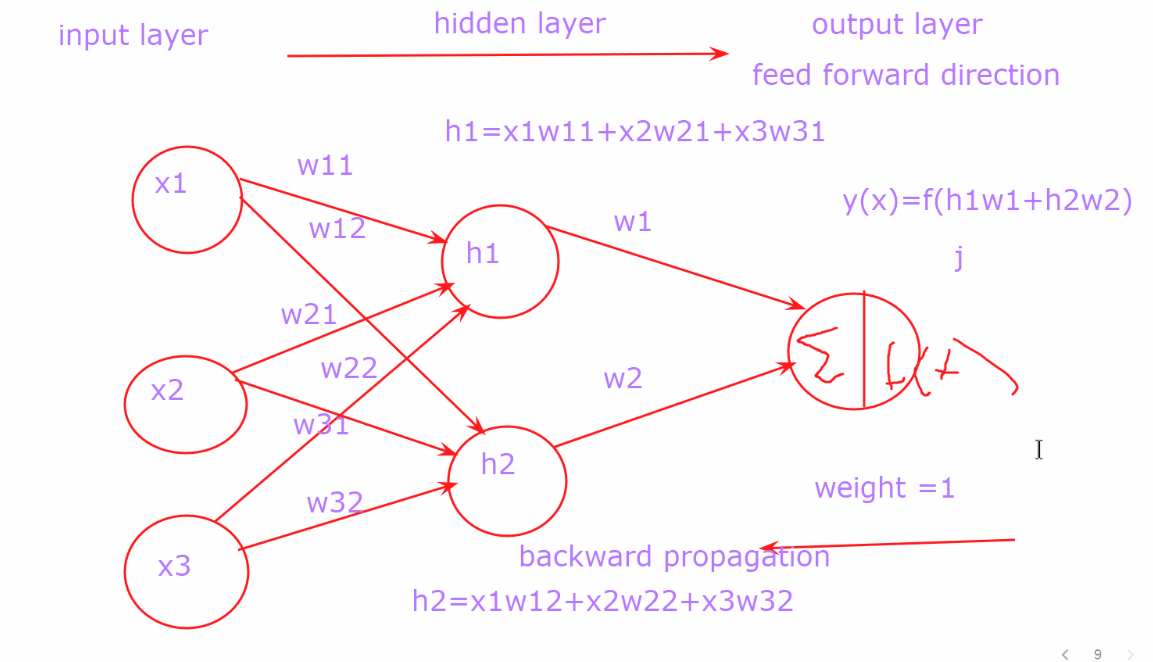 input layer
hidden layer
output layer
feed forward direction
h1=x1w11+x2w21+x3w31
w11
x1
y(x)=f(h1w1+h2w2)
w12
w1
h1
j
w21
w22
w2
x2
w31
Σ
h2
weight =1
w32
backward propagation
x3
h2=x1w12+x2w22+x3w32
9